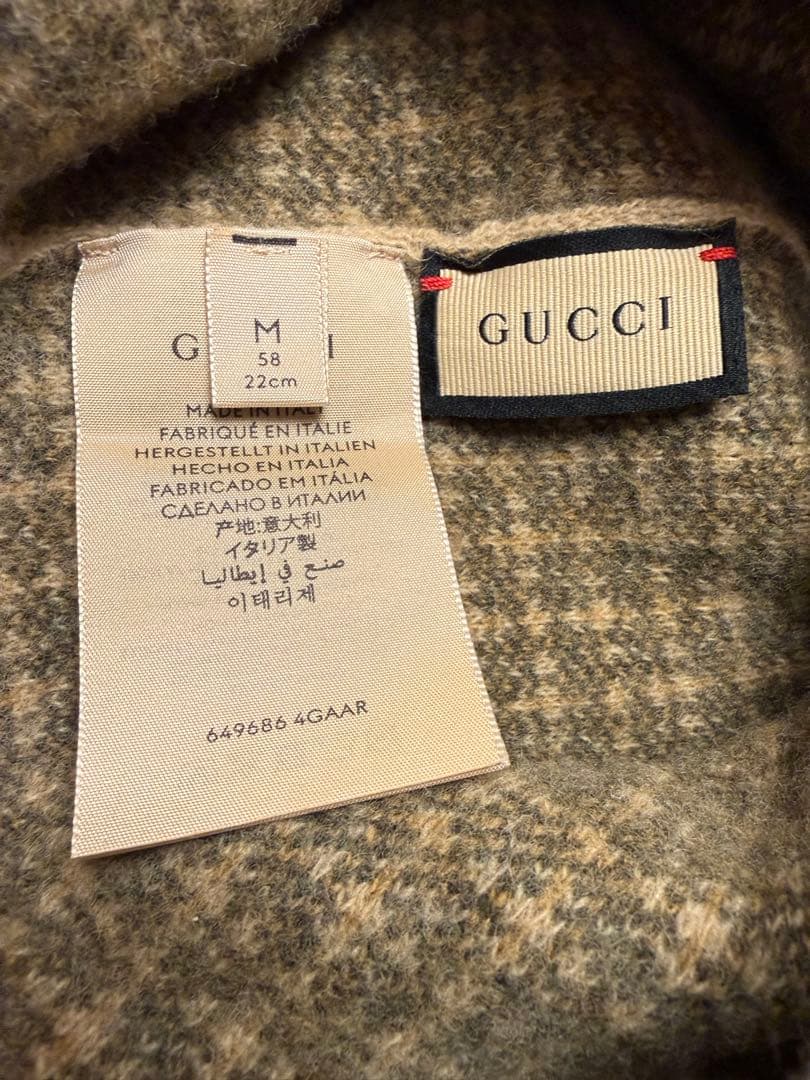 M
58
22cm
GUCCI
MADE IN ITALY
FABRIQUÉ EN ITALIE
HERGESTELLT IN ITALIEN
HECHO EN ITALIA
FABRICADO EM ITÁLIA
СДЕЛАНО В ИТАЛИИ
产地:意大利
イタリア製
صنع في إيطاليا
이태리제
649686 4GAAR